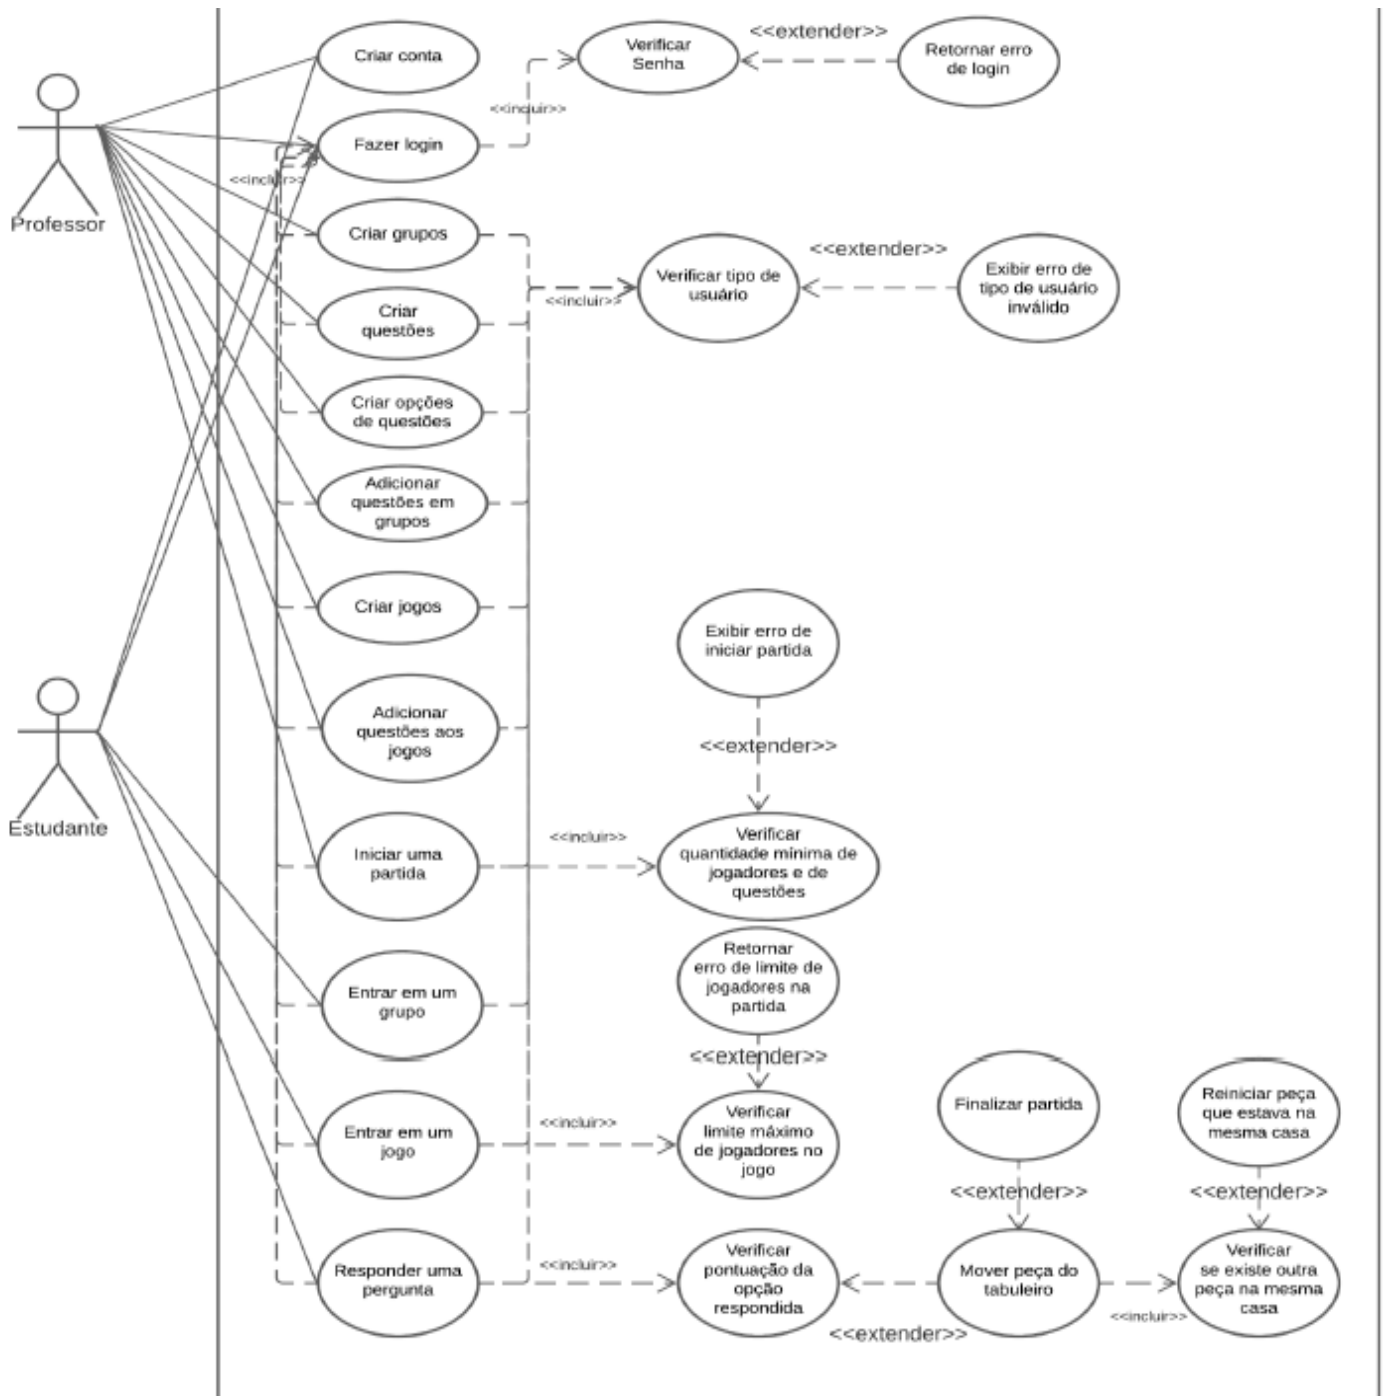 Criar conta
Verificar
Senha
<<extender>>
Retornar erro
de login
<<incluir>>
Fazer login
<<incluir>>
Professor
Criar grupos
Verificar tipo de
usuário
<<extender>>
Exibir erro de
tipo de usuário
inválido
<<incluir>>
Criar
questões
Criar opções
de questões
Adicionar
questões em
grupos
Criar jogos
Exibir erro de
iniciar partida
<<extender>>
Adicionar
questões aos
jogos
Estudante
Iniciar uma
partida
<<incluir>>
Verificar
quantidade mínima de
jogadores e de
questões
Retornar
erro de limite de
jogadores na
partida
<<extender>>
Entrar em um
grupo
Entrar em um
jogo
<<incluir>>
Verificar
limite máximo
de jogadores no
jogo
Finalizar partida
<<extender>>
Reiniciar peça
que estava na
mesma casa
<<extender>>
Responder uma
pergunta
<<incluir>>
Verificar
pontuação da
opção
respondida
<<extender>>
Mover peça do
tabuleiro
<<incluir>>
Verificar
se existe outra
peça na mesma
casa